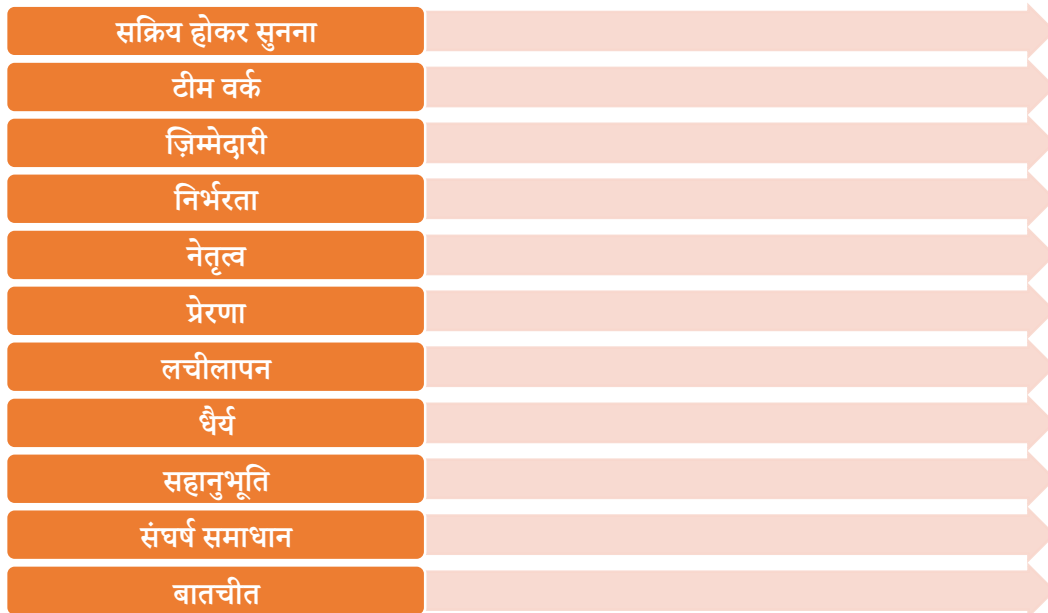 सक्रिय होकर सुनना
टीम वर्क
ज़िम्मेदारी
निर्भरता
नेतृत्व
प्रेरणा
लचीलापन
धैर्य
सहानुभूति
संघर्ष समाधान
बातचीत